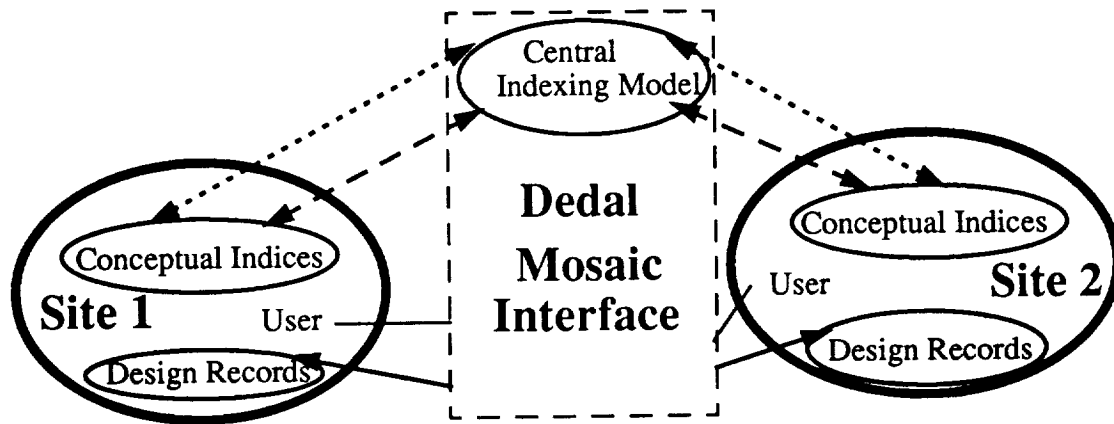 Central
Indexing Model
Dedal
Mosaic
Interface
Conceptual Indices
Site 1
User
Design Records
Conceptual Indices
User
Site 2
Design Records